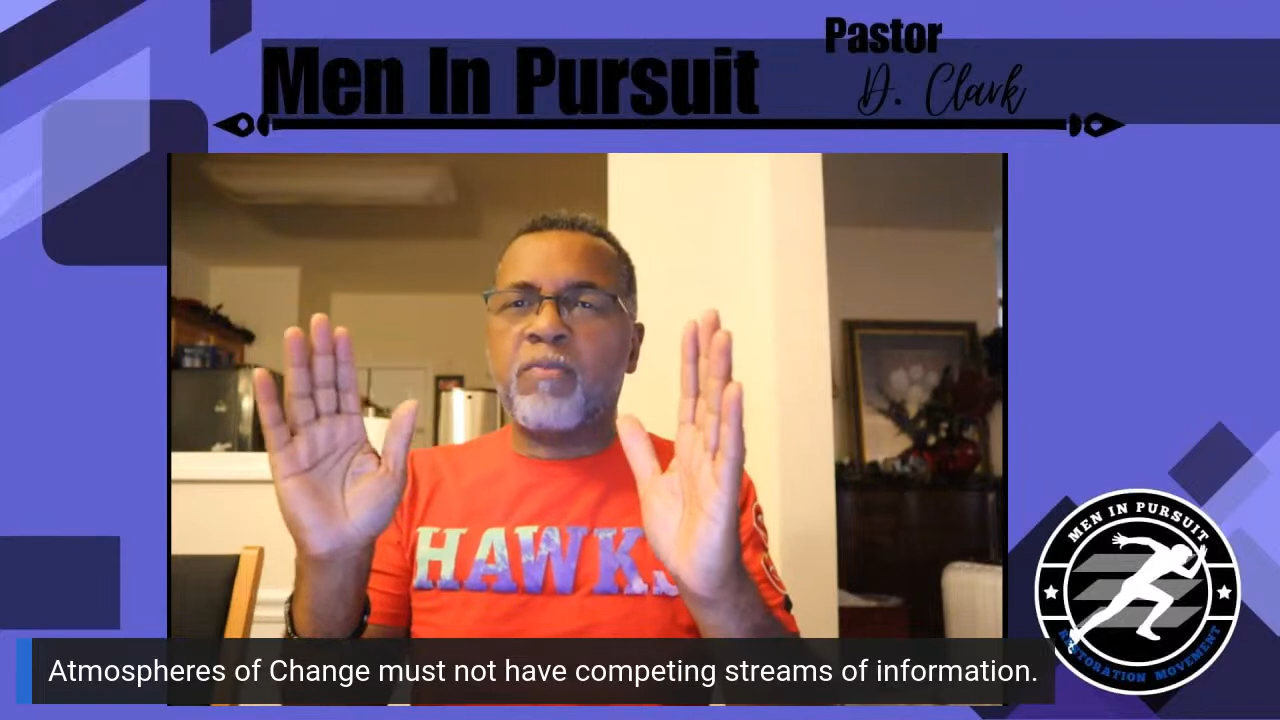 Pastor
Men In Pursuit
D. Clark
HAWKS
MEN IN PURSUIT
RESTORATION MOVEMENT
Atmospheres of Change must not have competing streams of information.